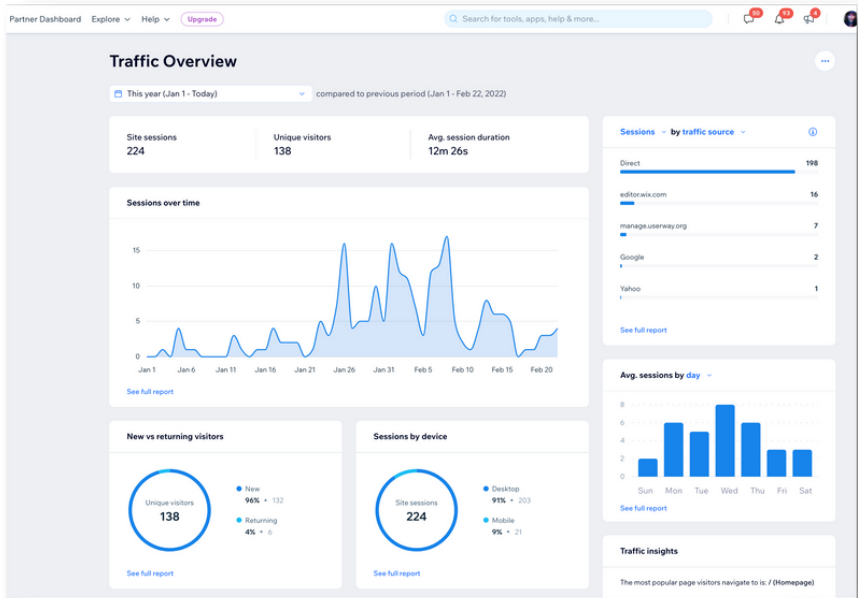 Partner Dashboard Explore Help Upgrade Search for tools, apps, help & more... 50 93 4
Traffic Overview
This year (Jan 1 - Today) compared to previous period (Jan 1 - Feb 22, 2022)
Site sessions
224
Unique visitors
138
Avg. session duration
12m 26s
Sessions over time
15
10
5
0
Jan 1 Jan 6 Jan 11 Jan 16 Jan 21 Jan 26 Jan 31 Feb 5 Feb 10 Feb 15 Feb 20
See full report
New vs returning visitors
Unique visitors
138
New
96% • 132
Returning
4% • 6
See full report
Sessions by device
Site sessions
224
Desktop
91% • 203
Mobile
9% • 21
See full report
Sessions by traffic source
Direct 198
editor.wix.com 16
manage.userway.org 7
Google 2
Yahoo 1
See full report
Avg. sessions by day
8
6
4
2
0
Sun Mon Tue Wed Thu Fri Sat
See full report
Traffic insights
The most popular page visitors navigate to is: / (Homepage)